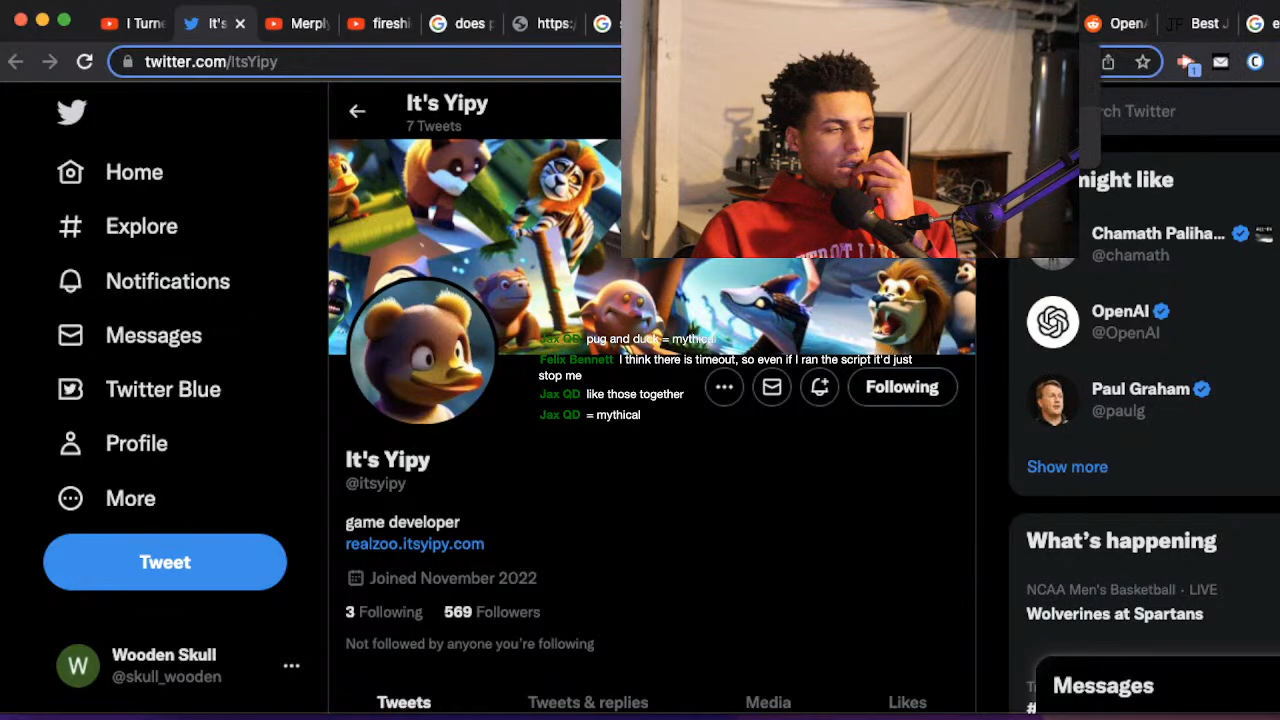 I Turne
It's
Merply
fireshi
does p
https:/
OpenA
Best J
twitter.com/ItsYipy
1
It's Yipy
7 Tweets
rch Twitter
Home
Explore
Notifications
Messages
Twitter Blue
Profile
More
Tweet
Wooden Skull
@skull_wooden
W
Jax QD pug and duck = mythical
Felix Bennett I think there is timeout, so even if I ran the script it'd just
stop me
Jax QD like those together
Jax QD = mythical
Following
It's Yipy
@itsyipy
game developer
realzoo.itsyipy.com
Joined November 2022
3 Following 569 Followers
Not followed by anyone you're following
Tweets
Tweets & replies
Media
Likes
night like
Chamath Paliha...
@chamath
OpenAI
@OpenAI
Paul Graham
@paulg
Show more
What's happening
NCAA Men's Basketball · LIVE
Wolverines at Spartans
Messages